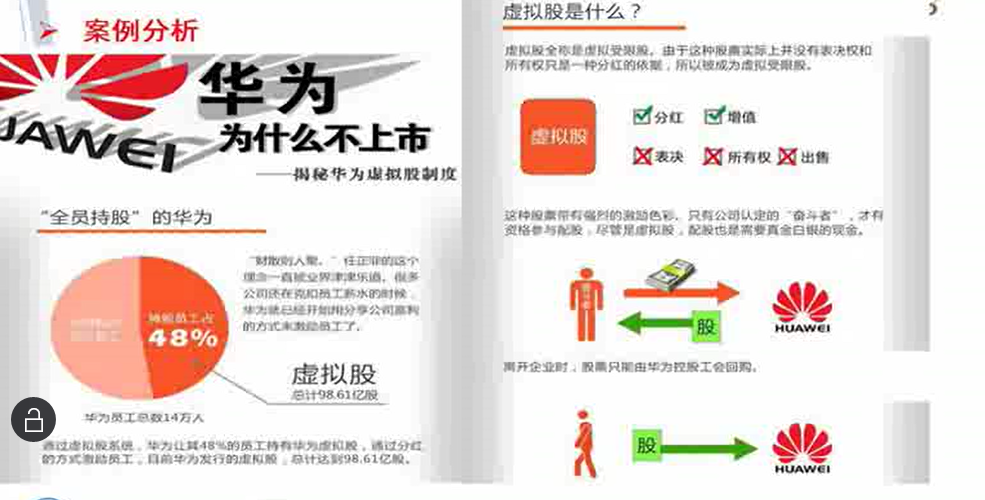 案例分析
华为
HUAWEI
为什么不上市
——揭秘华为虚拟股制度
“全员持股”的华为
“财散则人聚。”任正非的这个
理念一直被业界津津乐道，很多
公司还在克扣员工薪水的时候，
华为就已经开始用分享公司赢利
的方式来激励员工了。
持股员工占
48%
虚拟股
总计98.61亿股
华为员工总数14万人
通过虚拟股系统，华为让其48%的员工持有华为虚拟股，通过分红
的方式激励员工，目前华为发行的虚拟股，总计达到98.61亿股。
虚拟股是什么？
虚拟股全称是虚拟受限股。由于这种股票实际上并没有表决权和
所有权只是一种分红的依据，所以被成为虚拟受限股。
虚拟股
分红 增值
表决 所有权 出售
这种股票带有强烈的激励色彩。只有公司认定的“奋斗者”，才有
资格参与配股，尽管是虚拟股，配股也是需要真金白银的现金。
股
HUAWEI
离开企业时，股票只能由华为控股工会回购。
股
HUAWEI